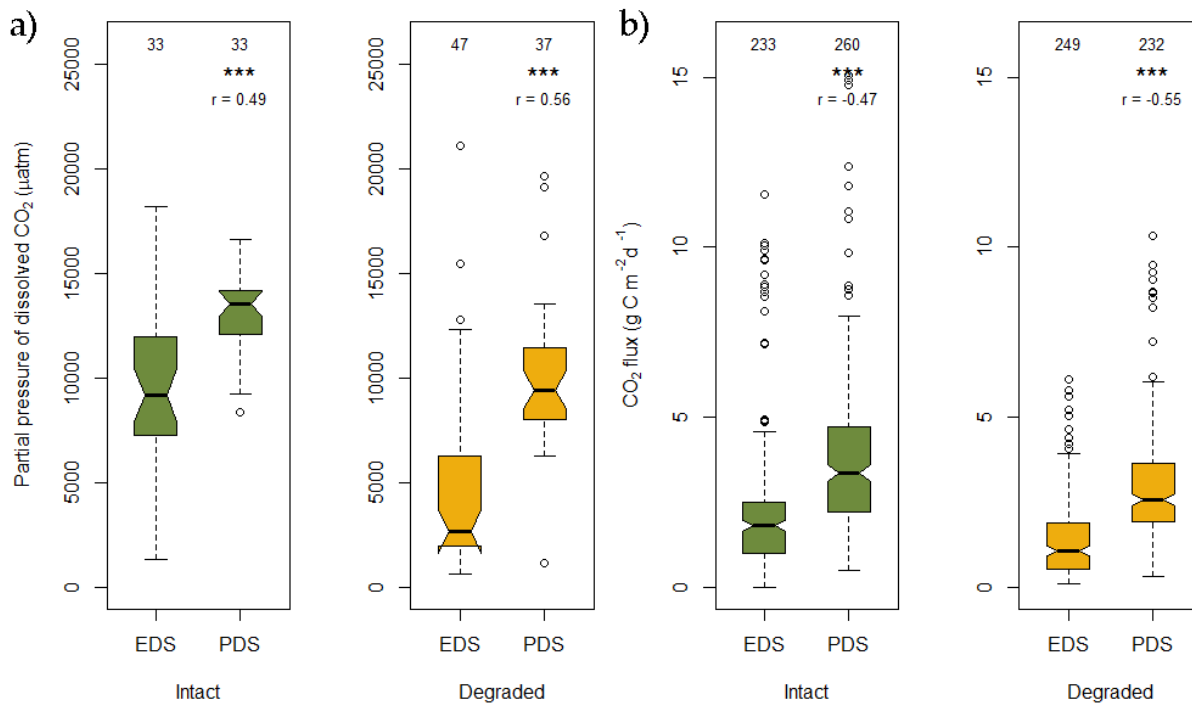 a)
Partial pressure of dissolved CO₂ (µatm)
25000
20000
15000
10000
5000
0
33
33
***
r = 0.49
EDS
PDS
Intact
25000
20000
15000
10000
5000
0
47
37
***
r = 0.56
EDS
PDS
Degraded
b)
CO₂ flux (g C m⁻² d⁻¹)
15
10
5
0
233
260
***
r = -0.47
EDS
PDS
Intact
15
10
5
0
249
232
***
r = -0.55
EDS
PDS
Degraded